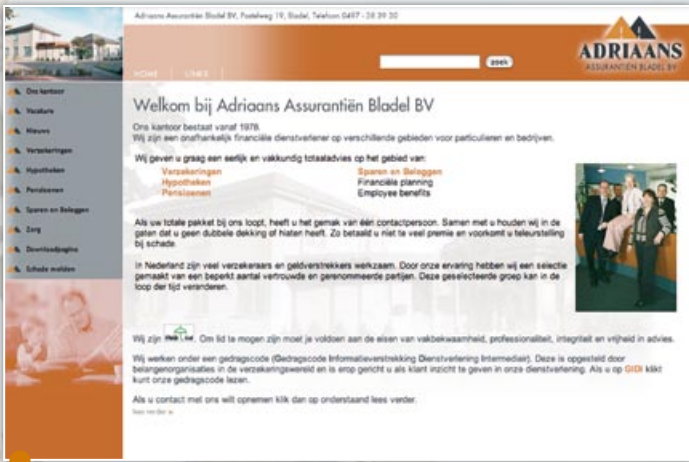 Adriaans Assurantiën Bladel BV, Postelweg 19, Bladel, Telefoon 0497 - 38 39 30
zoek
ADRIAANS
ASSURANTIËN BLADEL BV
HOME | LINKS |
Ons kantoor
Vacature
Nieuws
Verzekeringen
Hypotheken
Pensioenen
Sparen en Beleggen
Zorg
Downloadpagina
Schade melden
Welkom bij Adriaans Assurantiën Bladel BV
Ons kantoor bestaat vanaf 1978.
Wij zijn een onafhankelijk financiële dienstverlener op verschillende gebieden voor particulieren en bedrijven.
Wij geven u graag een eerlijk en vakkundig totaaladvies op het gebied van:
Verzekeringen Sparen en Beleggen
Hypotheken Financiële planning
Pensioenen Employee benefits
Als uw totale pakket bij ons loopt, heeft u het gemak van één contactpersoon. Samen met u houden wij in de
gaten dat u geen dubbele dekking of hiaten heeft. Zo betaald u niet te veel premie en voorkomt u teleurstelling
bij schade.
In Nederland zijn veel verzekeraars en geldverstrekkers werkzaam. Door onze ervaring hebben wij een selectie
gemaakt van een beperkt aantal vertrouwde en gerenommeerde partijen. Deze geselecteerde groep kan in de
loop der tijd veranderen.
Wij zijn . Om lid te mogen zijn moet je voldoen aan de eisen van vakbekwaamheid, professionaliteit, integriteit en vrijheid in advies.
Wij werken onder een gedragscode (Gedragscode Informatieverstrekking Dienstverlening Intermediair). Deze is opgesteld door
belangenorganisaties in de verzekeringswereld en is erop gericht u als klant inzicht te geven in onze dienstverlening. Als u op GIDI klikt
kunt onze gedragscode lezen.
Als u contact met ons wilt opnemen klik dan op onderstaand lees verder.
lees verder »